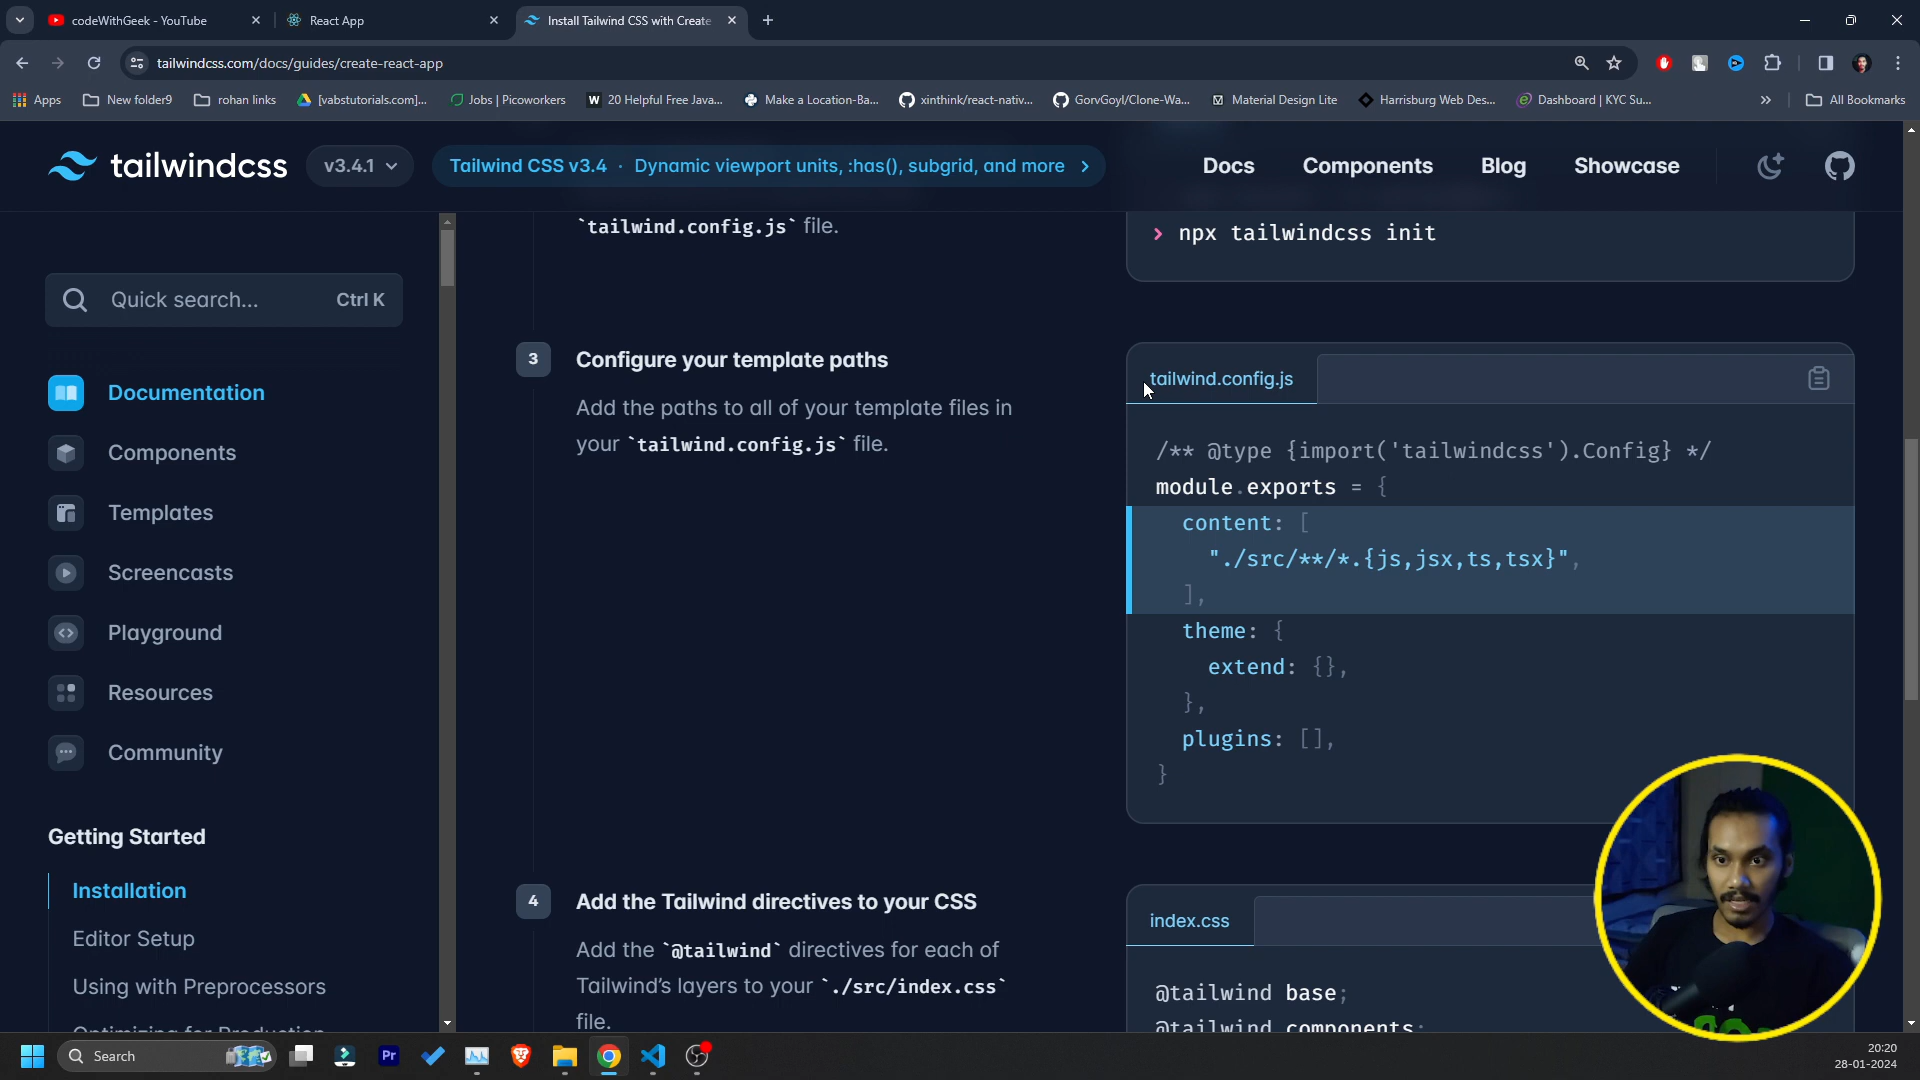 codeWithGeek - YouTube
React App
Install Tailwind CSS with Create
tailwindcss.com/docs/guides/create-react-app
Apps
New folder9
rohan links
[vabstutorials.com]...
Jobs | Picoworkers
20 Helpful Free Java...
Make a Location-Ba...
xinthink/react-nativ...
GorvGoyl/Clone-Wa...
Material Design Lite
Harrisburg Web Des...
Dashboard | KYC Su...
All Bookmarks
tailwindcss
v3.4.1
Tailwind CSS v3.4 · Dynamic viewport units, :has(), subgrid, and more
Docs
Components
Blog
Showcase
Quick search...
Ctrl K
Documentation
Components
Templates
Screencasts
Playground
Resources
Community
Getting Started
Installation
Editor Setup
Using with Preprocessors
Optimizing for Production
`tailwind.config.js` file.
> npx tailwindcss init
3
Configure your template paths
Add the paths to all of your template files in
your `tailwind.config.js` file.
tailwind.config.js
/** @type {import('tailwindcss').Config} */
module.exports = {
content: [
"./src/**/*.{js,jsx,ts,tsx}",
],
theme: {
extend: {},
},
plugins: [],
}
4
Add the Tailwind directives to your CSS
Add the `@tailwind` directives for each of
Tailwind's layers to your `./src/index.css`
file.
index.css
@tailwind base;
@tailwind components;
Search
Pr
20:20
28-01-2024